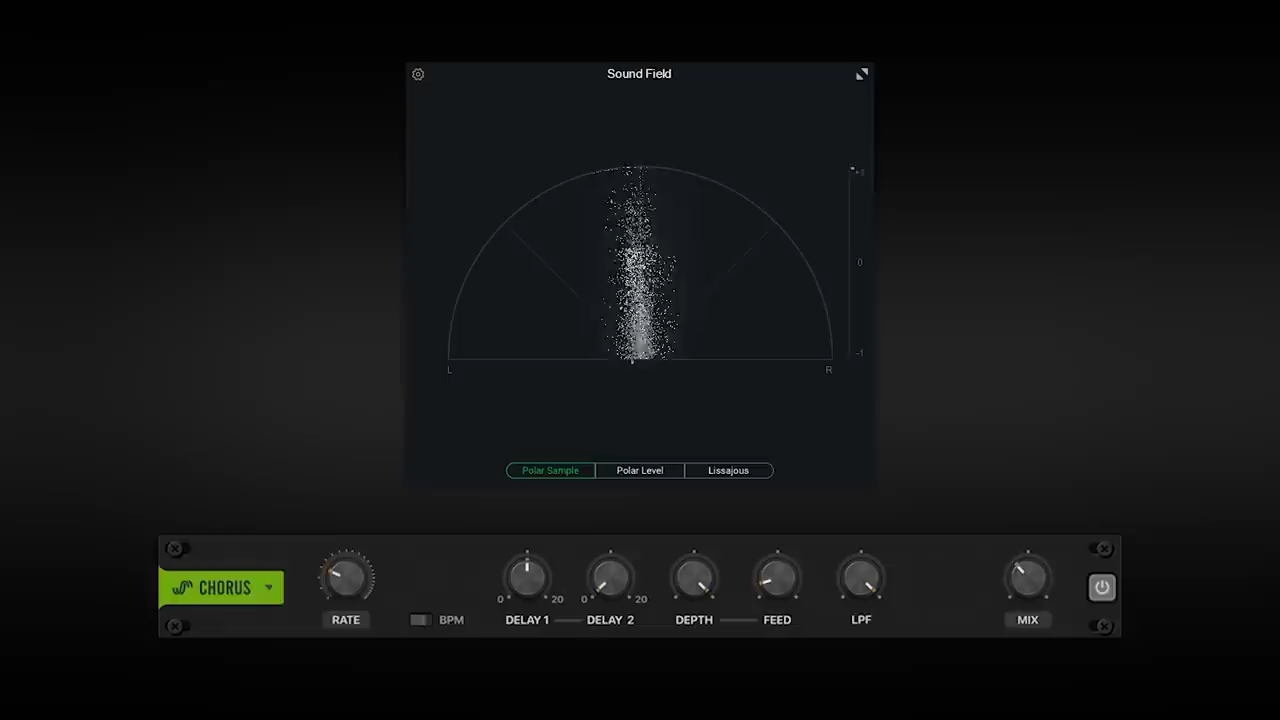 Sound Field
0
-1
L
R
Polar Sample
Polar Level
Lissajous
CHORUS
RATE
BPM
0
20
DELAY 1
0
20
DELAY 2
DEPTH
FEED
LPF
MIX